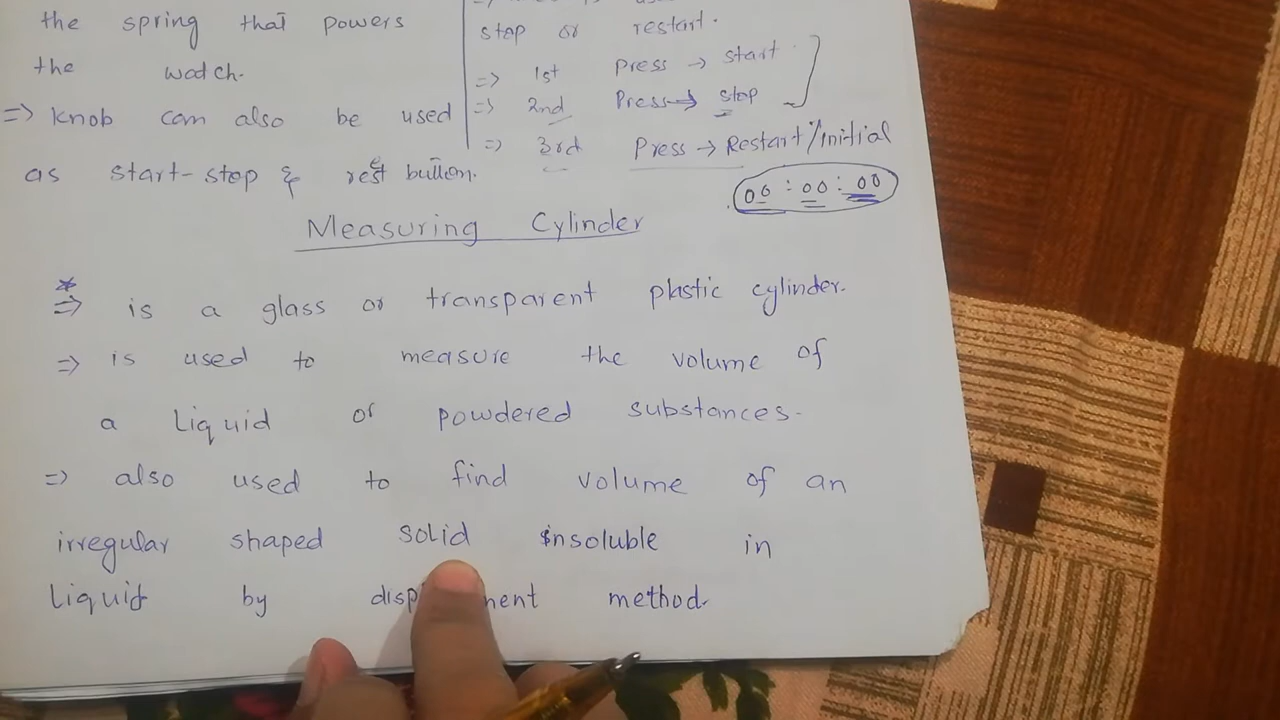 the spring that powers
the watch.
=> knob can also be used
as start-stop & reset button.
stop or restart.
=> 1st Press → start
=> 2nd Press → stop
=> 3rd Press → Restart/Initial
00 : 00 : 00
Measuring Cylinder
* => is a glass or transparent plastic cylinder.
=> is used to measure the volume of
a Liquid or powdered substances.
=> also used to find volume of an
irregular shaped solid insoluble in
Liquid by method.